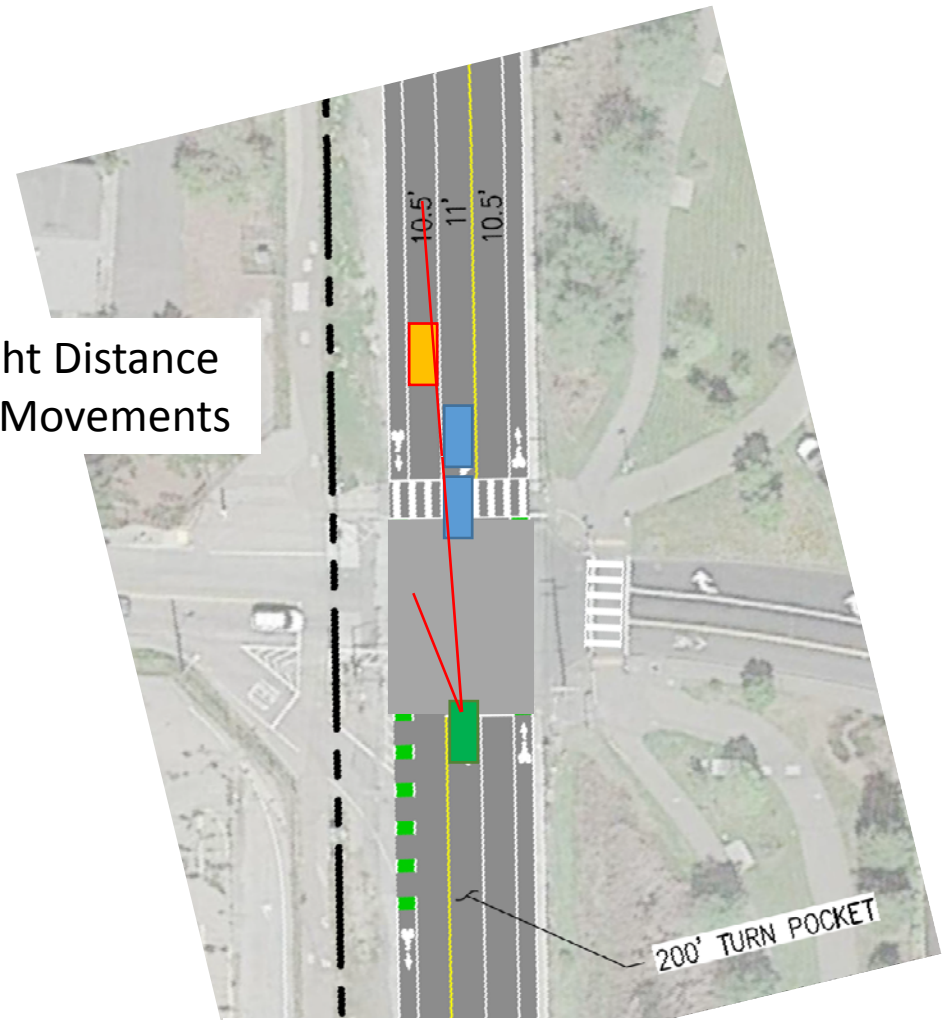 10.5'
11'
10.5'
ht Distance
Movements
200' TURN POCKET